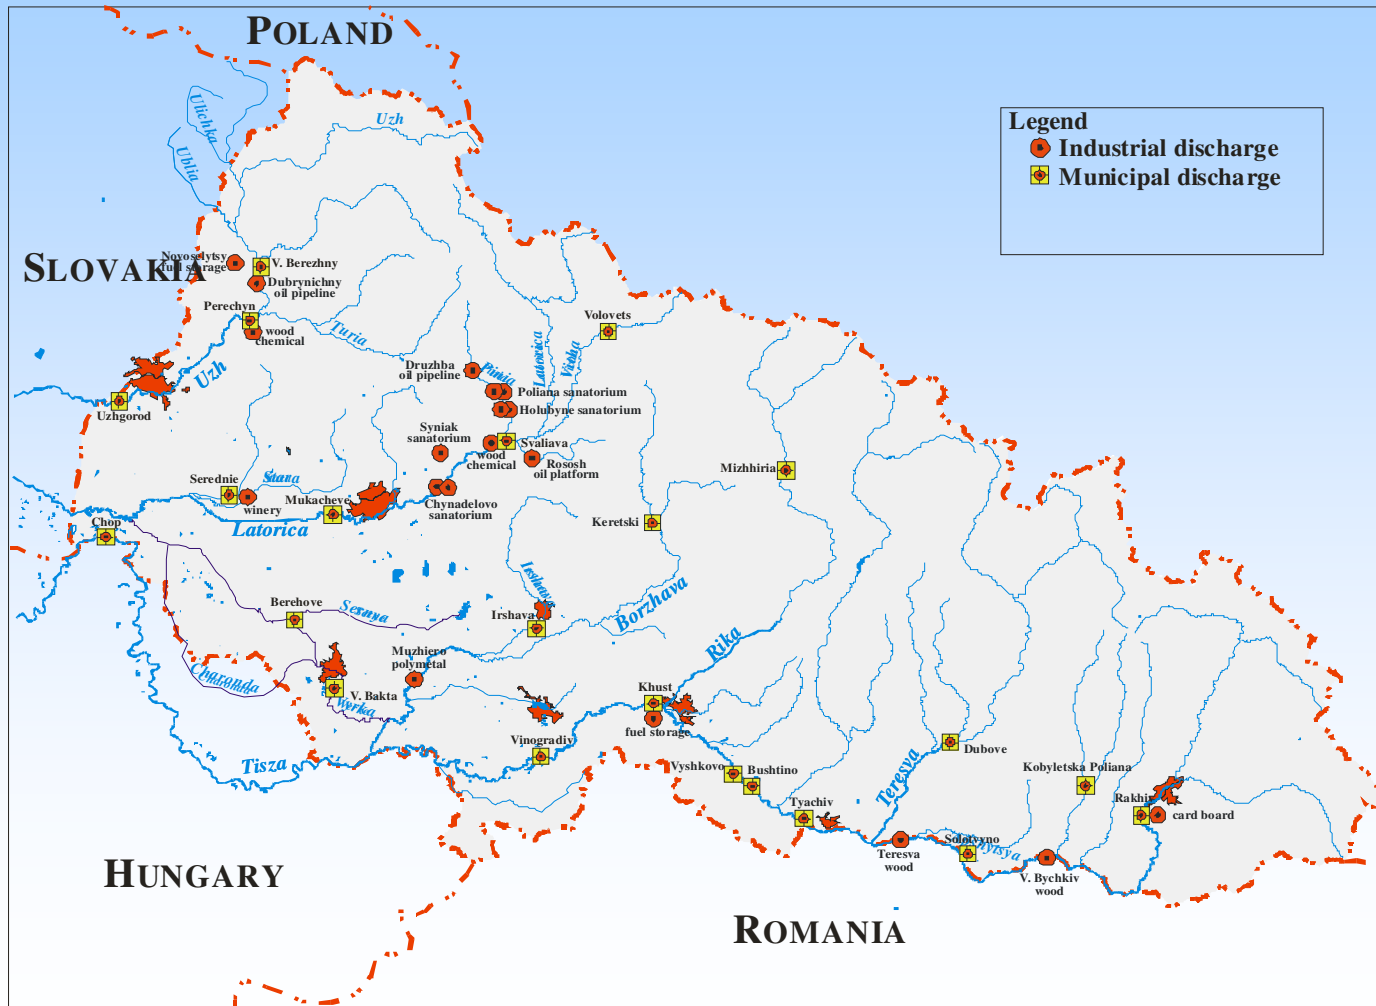 POLAND
Uzh
Ulichka
Ublia
Legend
Industrial discharge
Municipal discharge
SLOVAKIA
Novoselytsy
fuel storage
V. Berezhny
Dubrynichny
oil pipeline
Perechyn
wood
chemical
Turia
Volovets
Latorica
Pinia
Druzhba
oil pipeline
Uzh
Uzhgorod
Poliana sanatorium
Holubyne sanatorium
Syniak
sanatorium
Svaliava
wood
chemical
Rososh
oil platform
Mizhhiria
Serednie
Stara
winery
Mukacheve
Chynadelovo
sanatorium
Latorica
Chop
Keretski
Berehove
Irshava
Borzhava
Rika
Muzhiero
polymetal
Charonda
V. Bakta
Verka
Khust
fuel storage
Vinogradiv
Tisza
Vyshkovo
Bushtino
Teresva
Dubove
Kobyletska Poliana
Tyachiv
Rakhiv
card board
Teresva
wood
Solotvyno
V. Bychkiv
wood
HUNGARY
ROMANIA